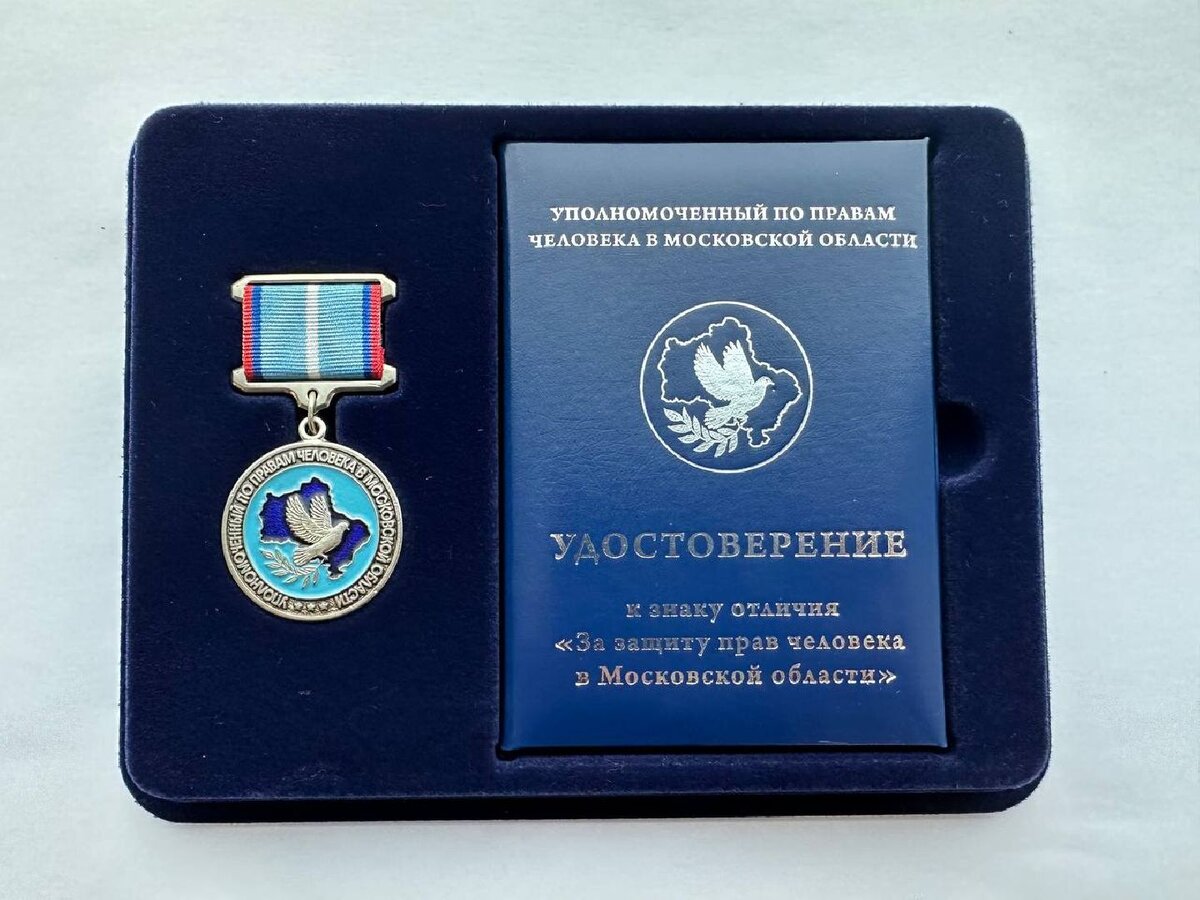 УПОЛНОМОЧЕННЫЙ ПО ПРАВАМ ЧЕЛОВЕКА В МОСКОВСКОЙ ОБЛАСТИ
УПОЛНОМОЧЕННЫЙ ПО ПРАВАМ
ЧЕЛОВЕКА В МОСКОВСКОЙ ОБЛАСТИ
УДОСТОВЕРЕНИЕ
к знаку отличия
«За защиту прав человека
в Московской области»